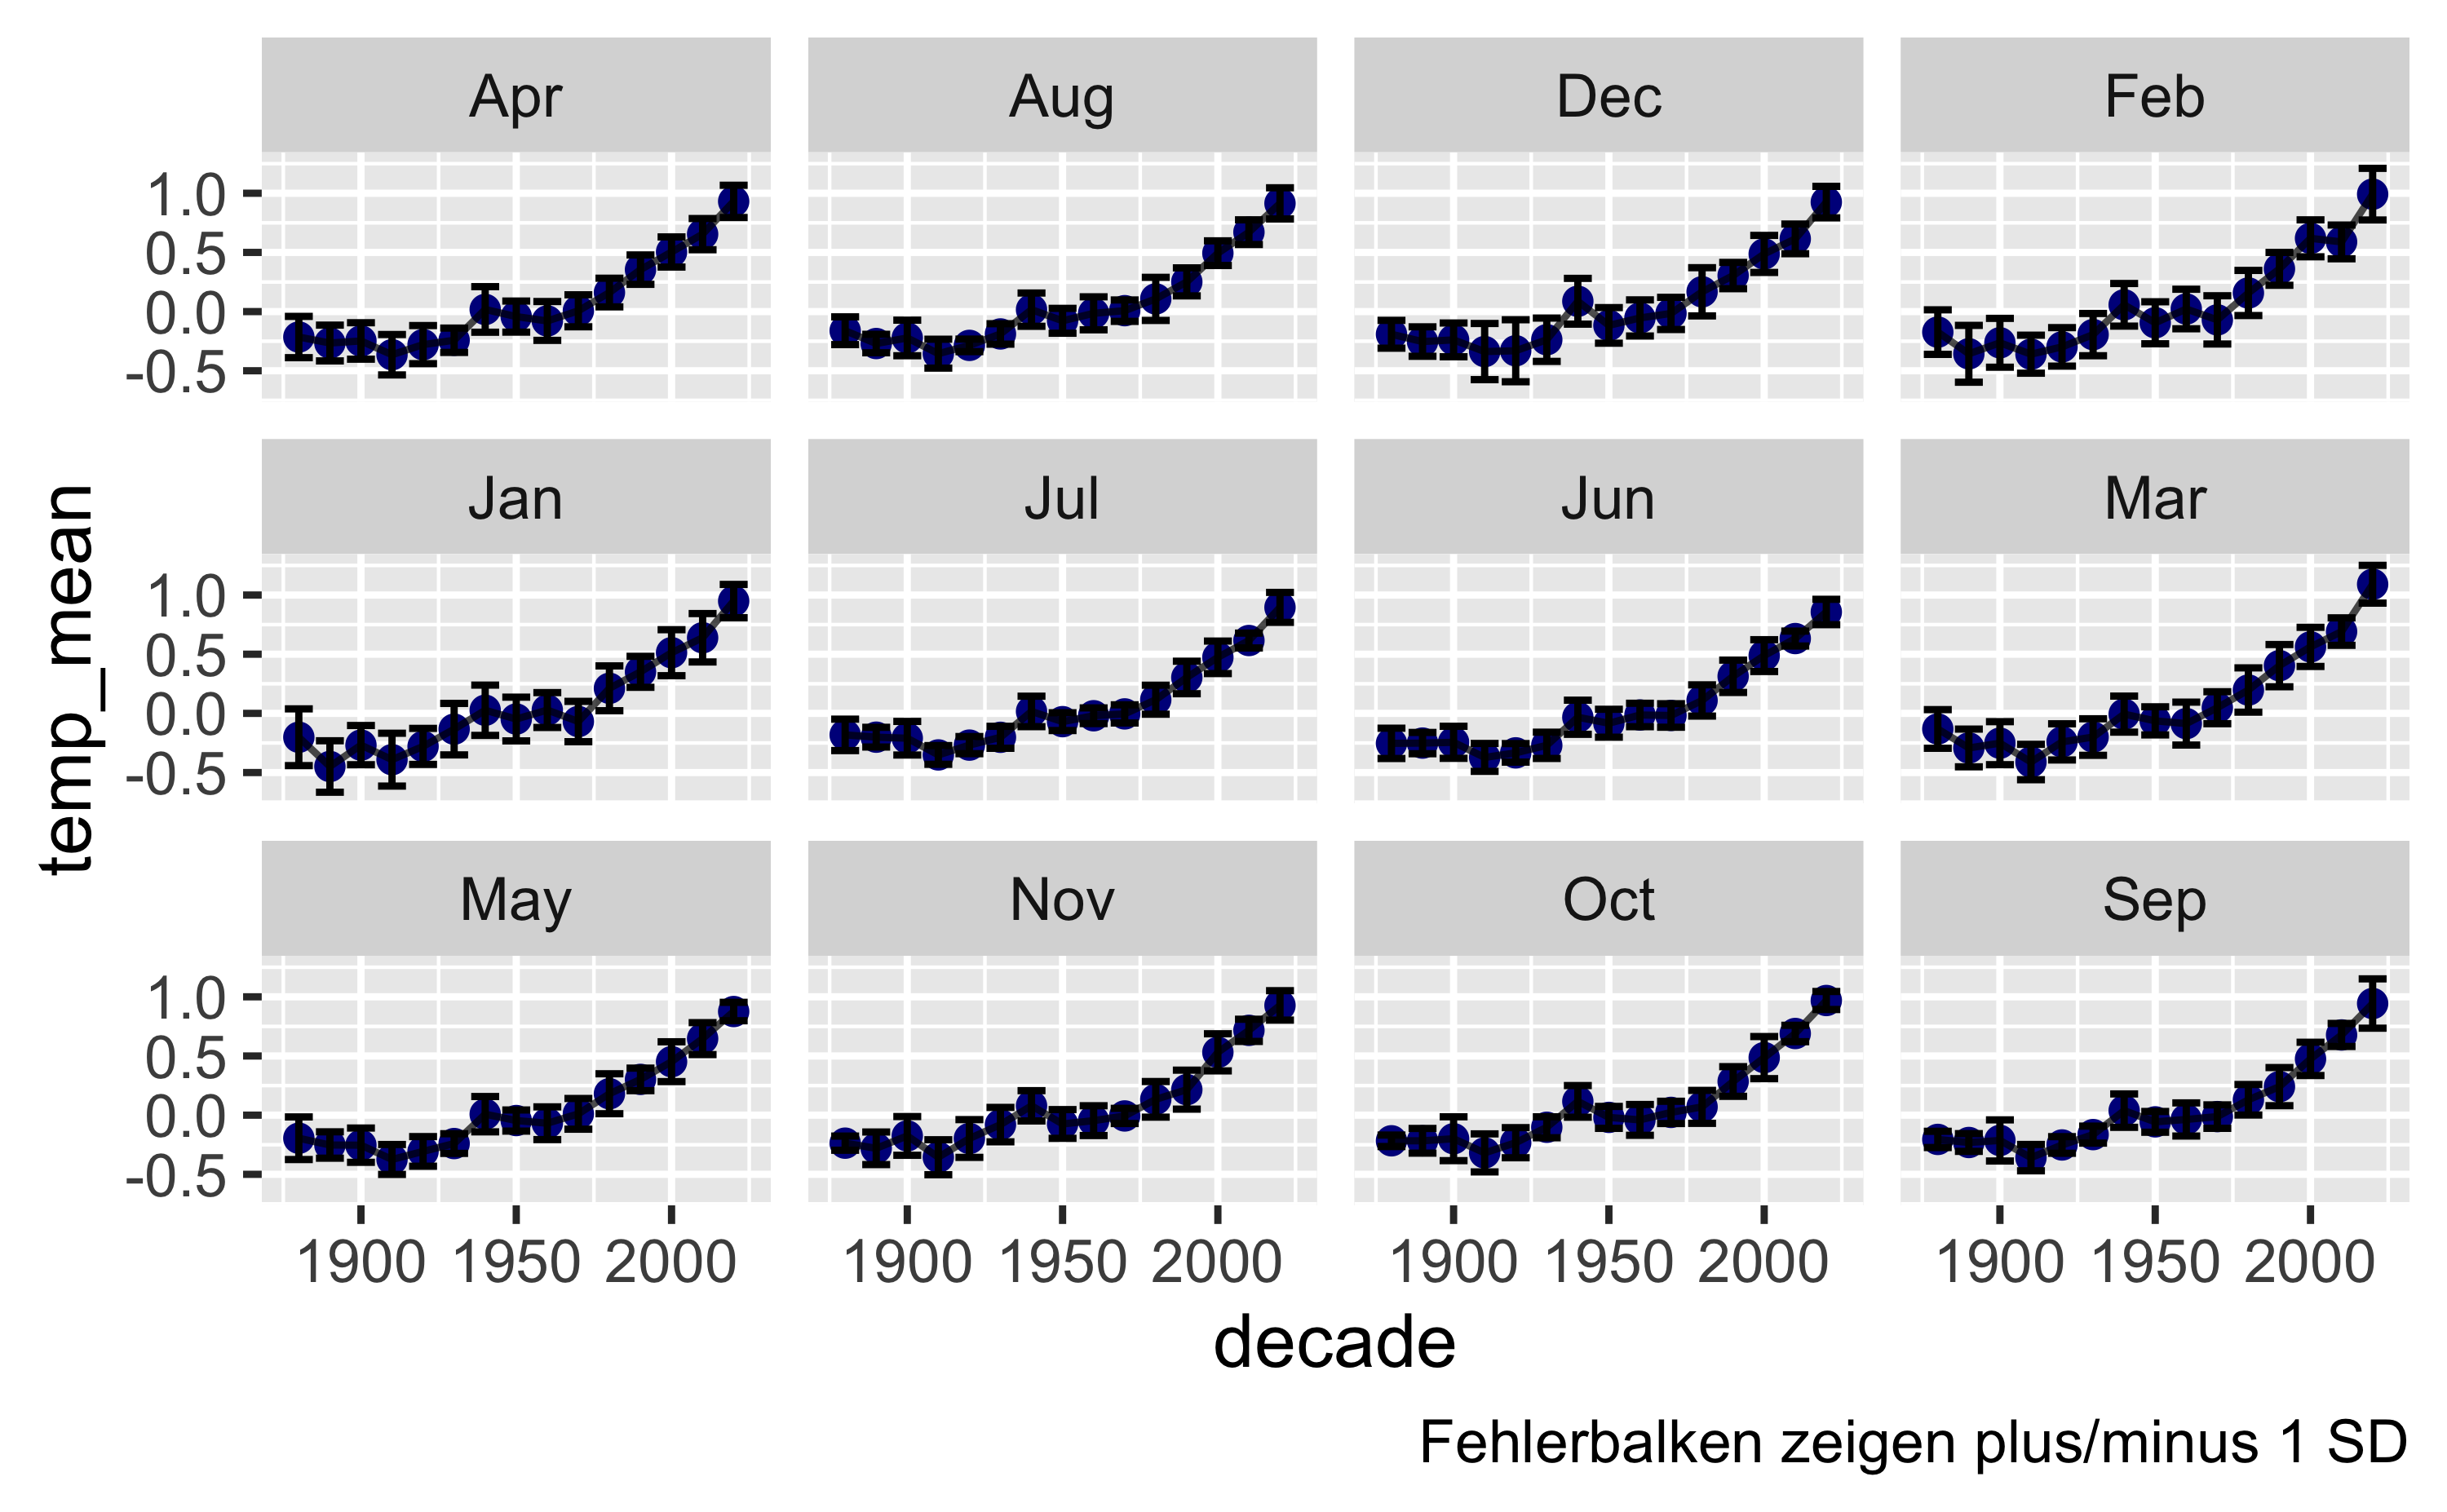 Apr Aug Dec Feb
1.0
0.5
0.0
-0.5
Jan Jul Jun Mar
1.0
0.5
0.0
-0.5
temp_mean
May Nov Oct Sep
1.0
0.5
0.0
-0.5
1900 1950 2000 1900 1950 2000 1900 1950 2000 1900 1950 2000
decade
Fehlerbalken zeigen plus/minus 1 SD